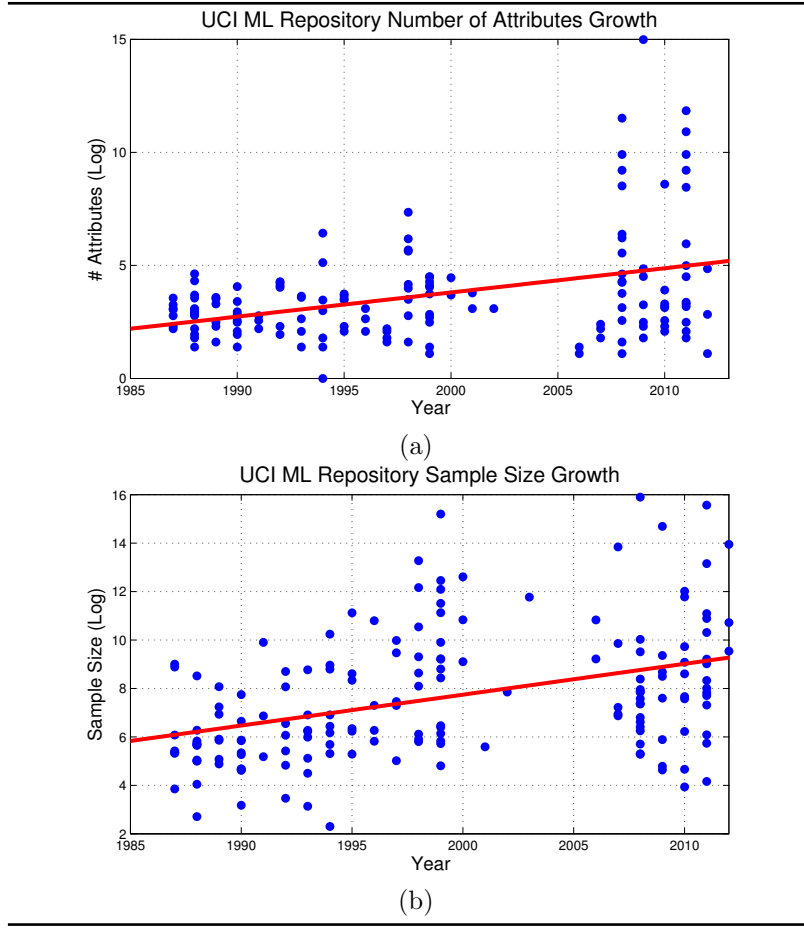 UCI ML Repository Number of Attributes Growth
15
10
5
0
# Attributes (Log)
1985 1990 1995 2000 2005 2010
Year
(a)
UCI ML Repository Sample Size Growth
16
14
12
10
8
6
4
2
Sample Size (Log)
1985 1990 1995 2000 2005 2010
Year
(b)